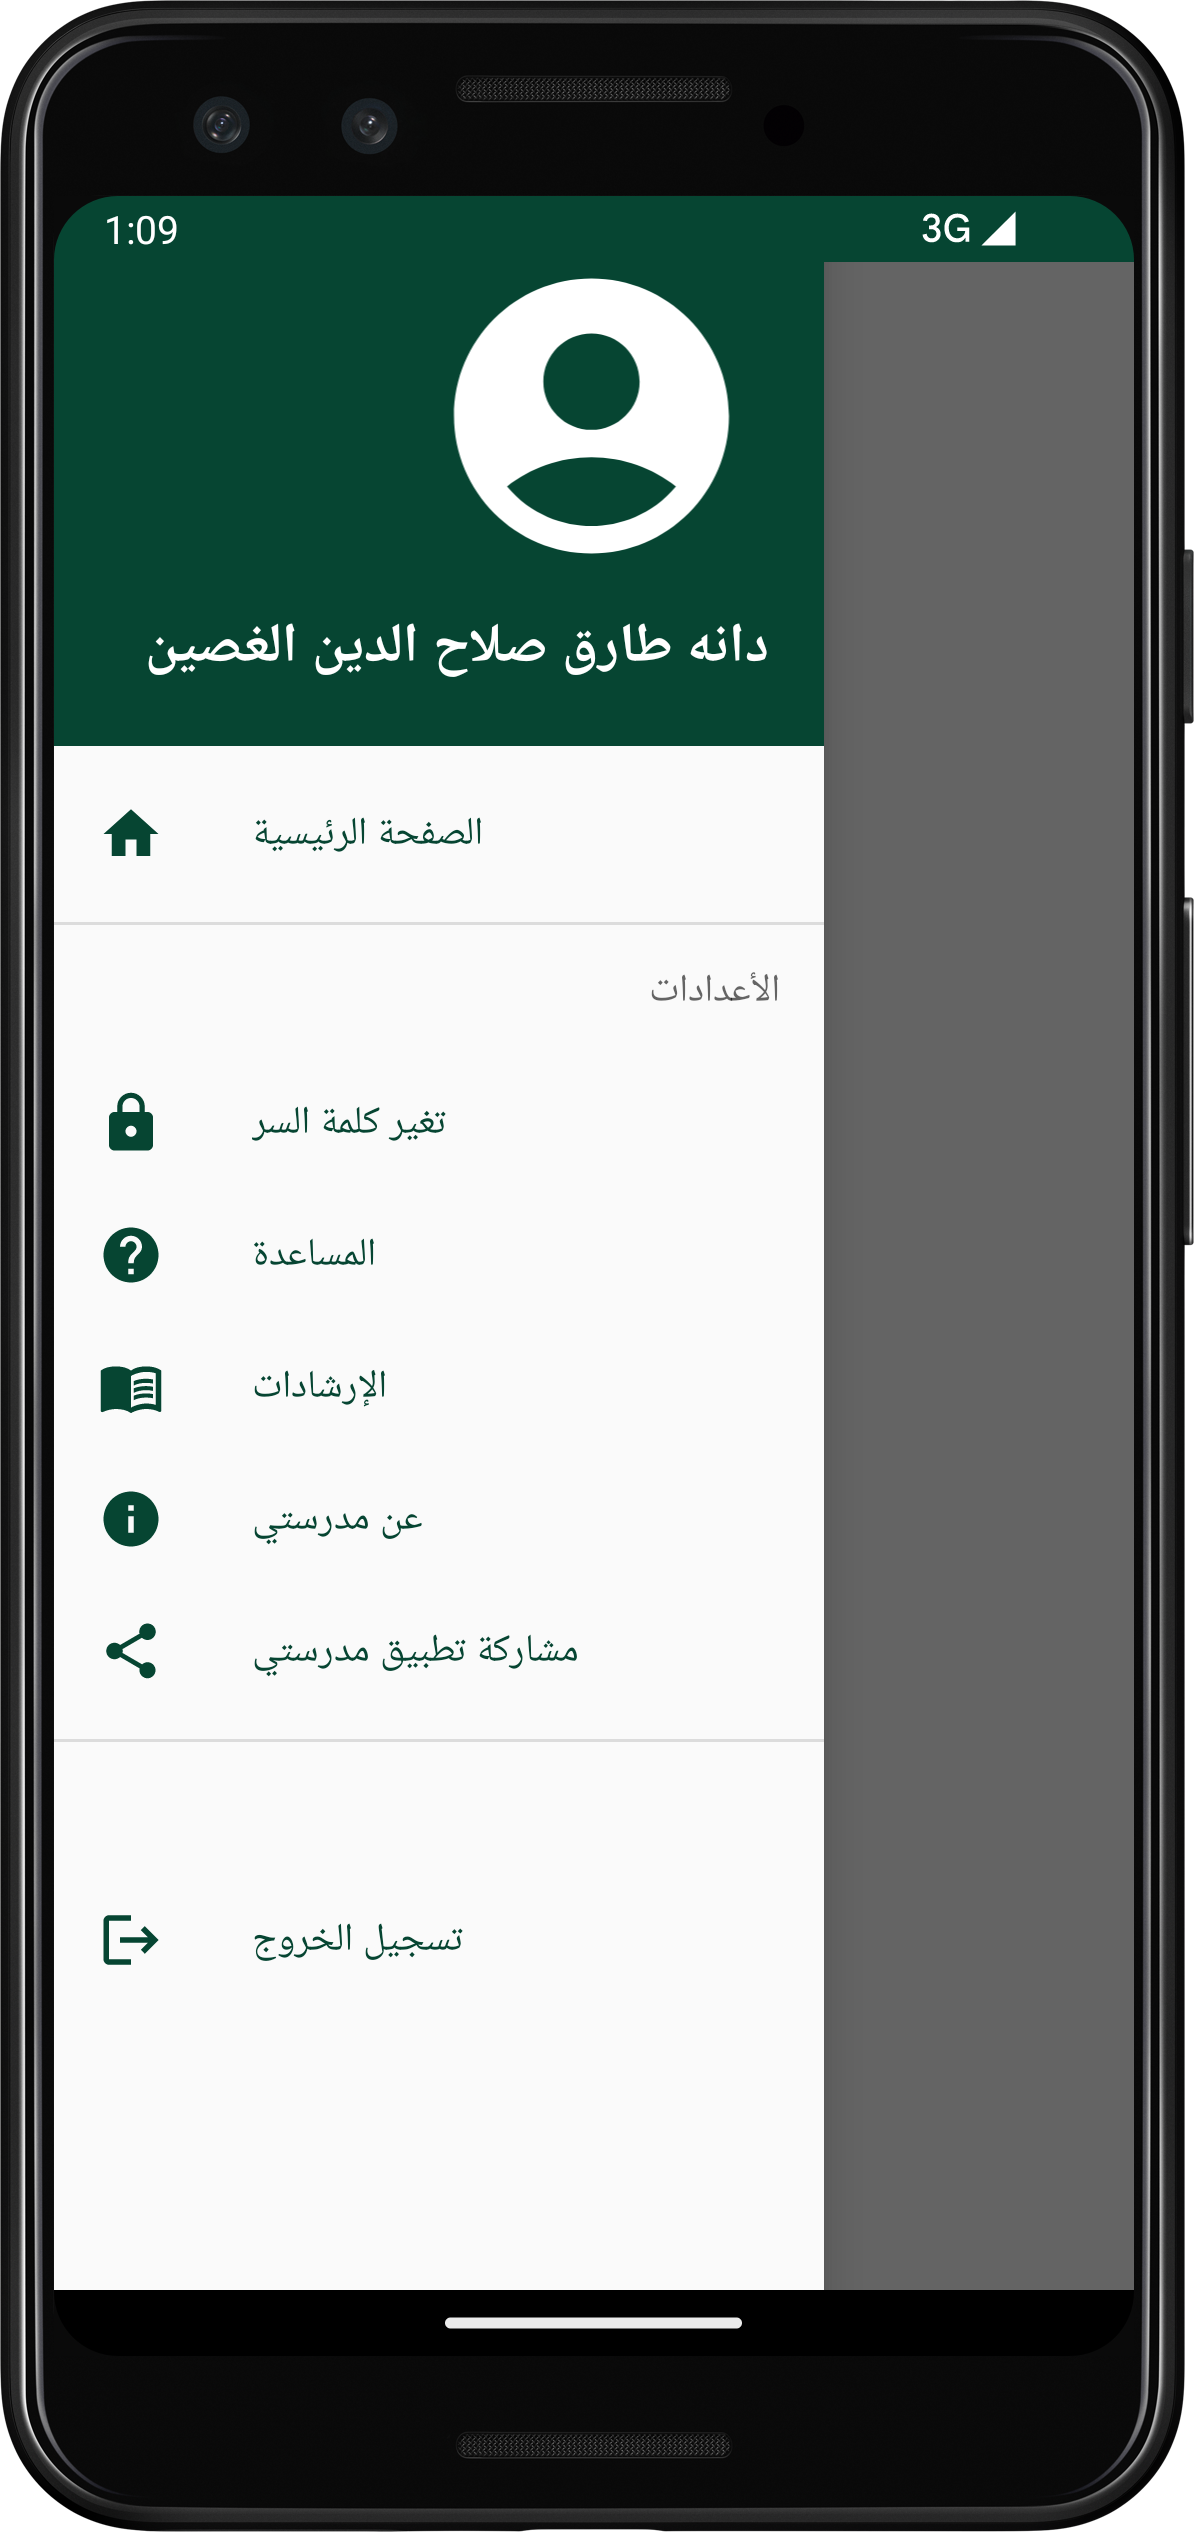 1:09
3G
دانه طارق صلاح الدين الغصين
الصفحة الرئيسية
الأعدادات
تغير كلمة السر
المساعدة
الإرشادات
عن مدرستي
مشاركة تطبيق مدرستي
تسجيل الخروج